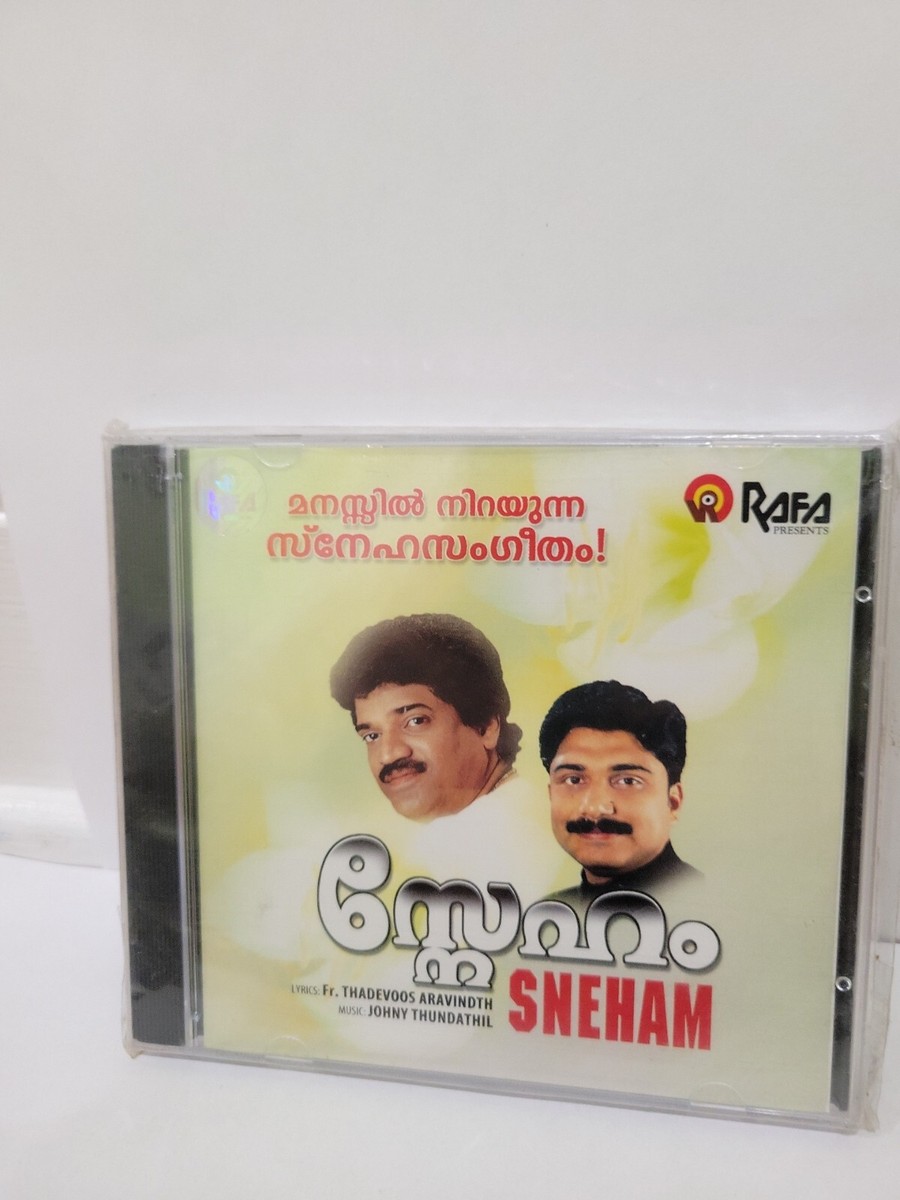 മനസ്സിൽ നിറയുന്ന
സ്നേഹസംഗീതം!
RAFA
PRESENTS
സ്നേഹം
SNEHAM
LYRICS: Fr. THADEVOOS ARAVINDTH
MUSIC: JOHNY THUNDATHIL